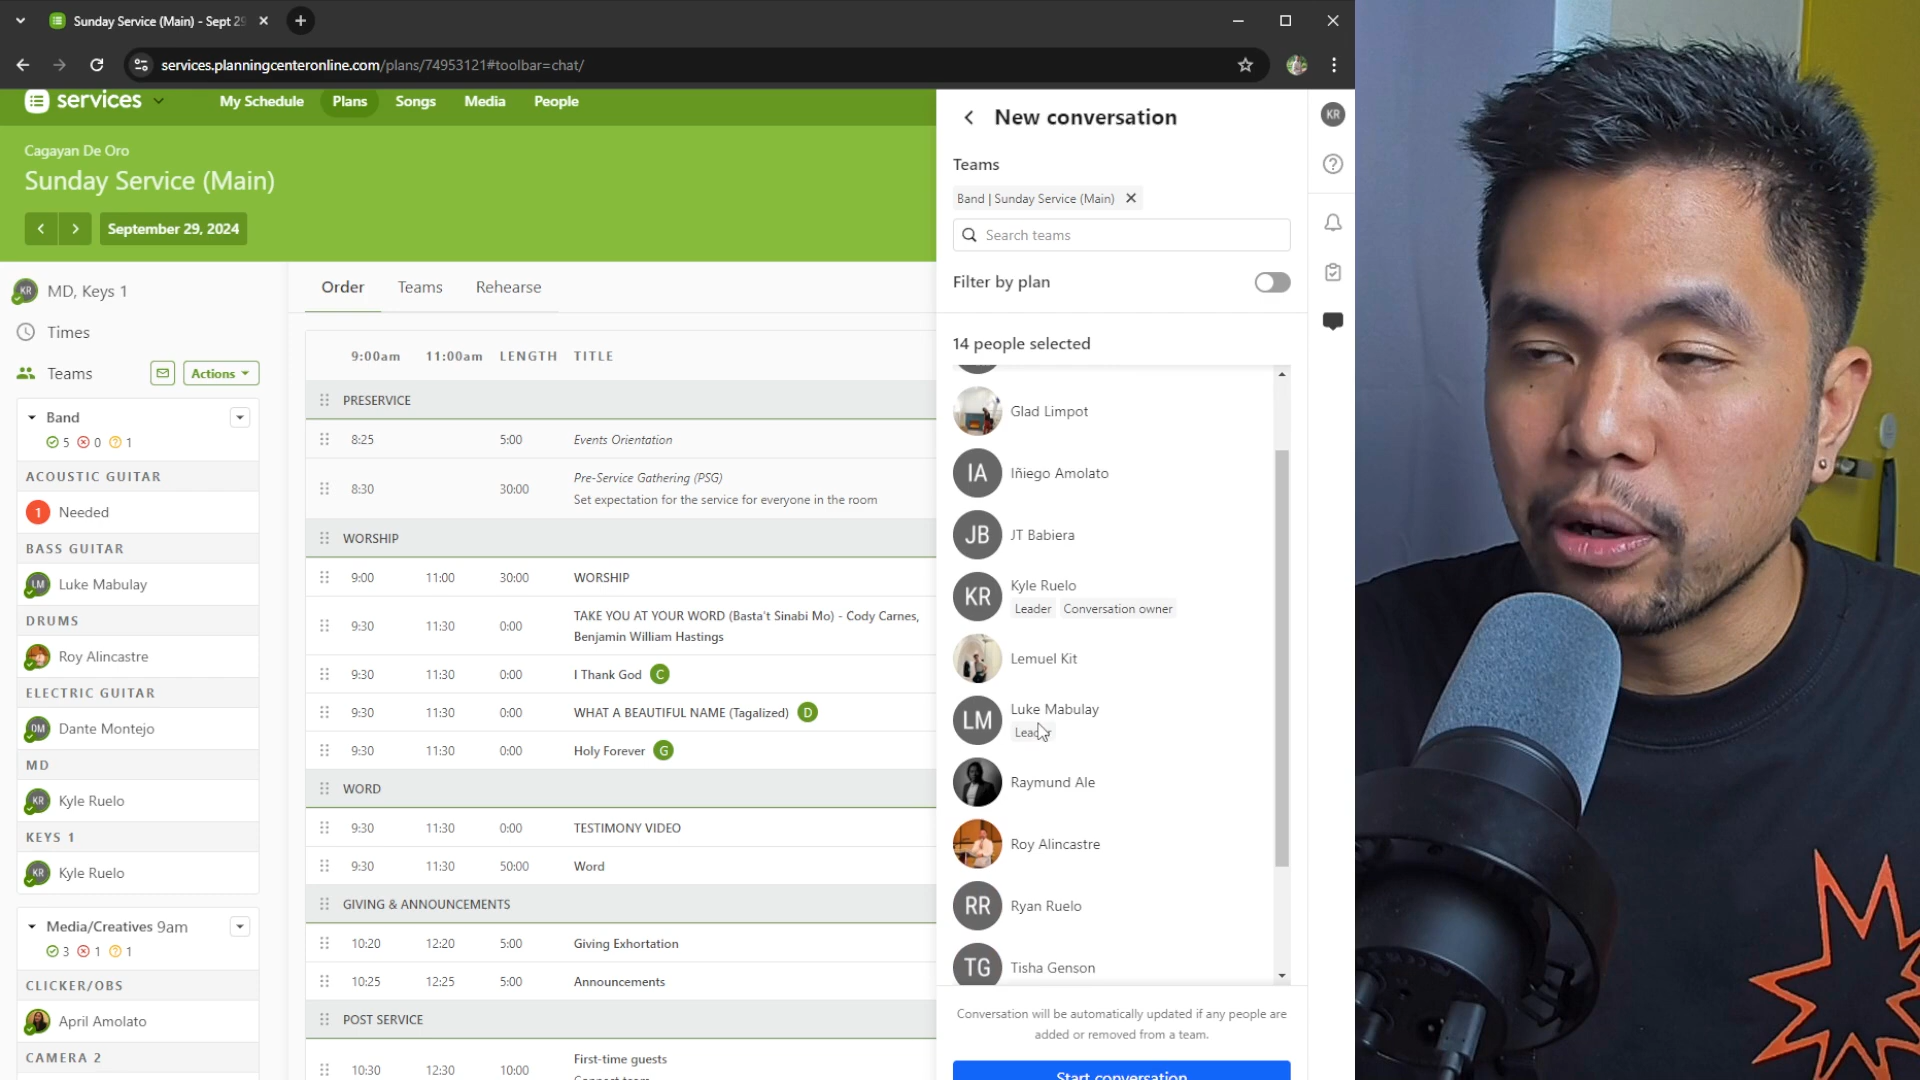 Sunday Service (Main) - Sept 29
services.planningcenteronline.com/plans/74953121#toolbar=chat/
services
My Schedule
Plans
Songs
Media
People
Cagayan De Oro
Sunday Service (Main)
September 29, 2024
KR MD, Keys 1
Times
Teams
Actions
Band
5 0 1
ACOUSTIC GUITAR
1 Needed
BASS GUITAR
LM Luke Mabulay
DRUMS
Roy Alincastre
ELECTRIC GUITAR
DM Dante Montejo
MD
KR Kyle Ruelo
KEYS 1
KR Kyle Ruelo
Media/Creatives 9am
3 1 1
CLICKER/OBS
April Amolato
CAMERA 2
Order
Teams
Rehearse
9:00am 11:00am LENGTH TITLE
PRESERVICE
8:25 5:00 Events Orientation
8:30 30:00 Pre-Service Gathering (PSG)
Set expectation for the service for everyone in the room
WORSHIP
9:00 11:00 30:00 WORSHIP
9:30 11:30 0:00 TAKE YOU AT YOUR WORD (Basta't Sinabi Mo) - Cody Carnes,
Benjamin William Hastings
9:30 11:30 0:00 I Thank God C
9:30 11:30 0:00 WHAT A BEAUTIFUL NAME (Tagalized) D
9:30 11:30 0:00 Holy Forever G
WORD
9:30 11:30 0:00 TESTIMONY VIDEO
9:30 11:30 50:00 Word
GIVING & ANNOUNCEMENTS
10:20 12:20 5:00 Giving Exhortation
10:25 12:25 5:00 Announcements
POST SERVICE
10:30 12:30 10:00 First-time guests
New conversation
Teams
Band | Sunday Service (Main)
Search teams
Filter by plan
14 people selected
Glad Limpot
IA Iñiego Amolato
JB JT Babiera
KR Kyle Ruelo
Leader Conversation owner
Lemuel Kit
LM Luke Mabulay
Leader
Raymund Ale
Roy Alincastre
RR Ryan Ruelo
TG Tisha Genson
Conversation will be automatically updated if any people are
added or removed from a team.
Start conversation
KR